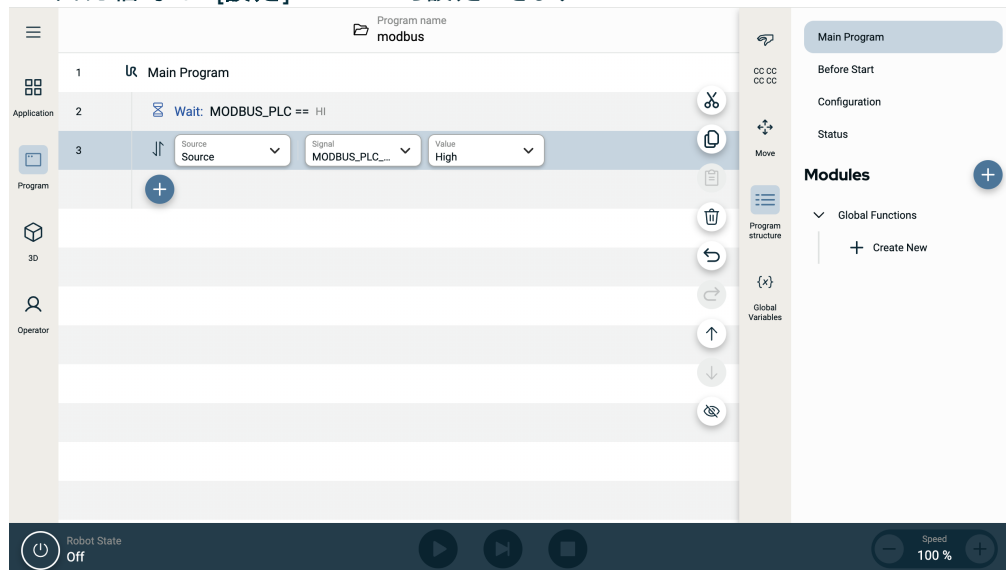 Program name
modbus
1
Main Program
2
Wait: MODBUS_PLC == HI
3
Source
Source
Signal
MODBUS_PLC_...
Value
High
Application
Program
3D
Operator
CC CC
CC CC
Move
Program
structure
{x}
Global
Variables
Main Program
Before Start
Configuration
Status
Modules
Global Functions
Create New
Robot State
Off
Speed
100 %